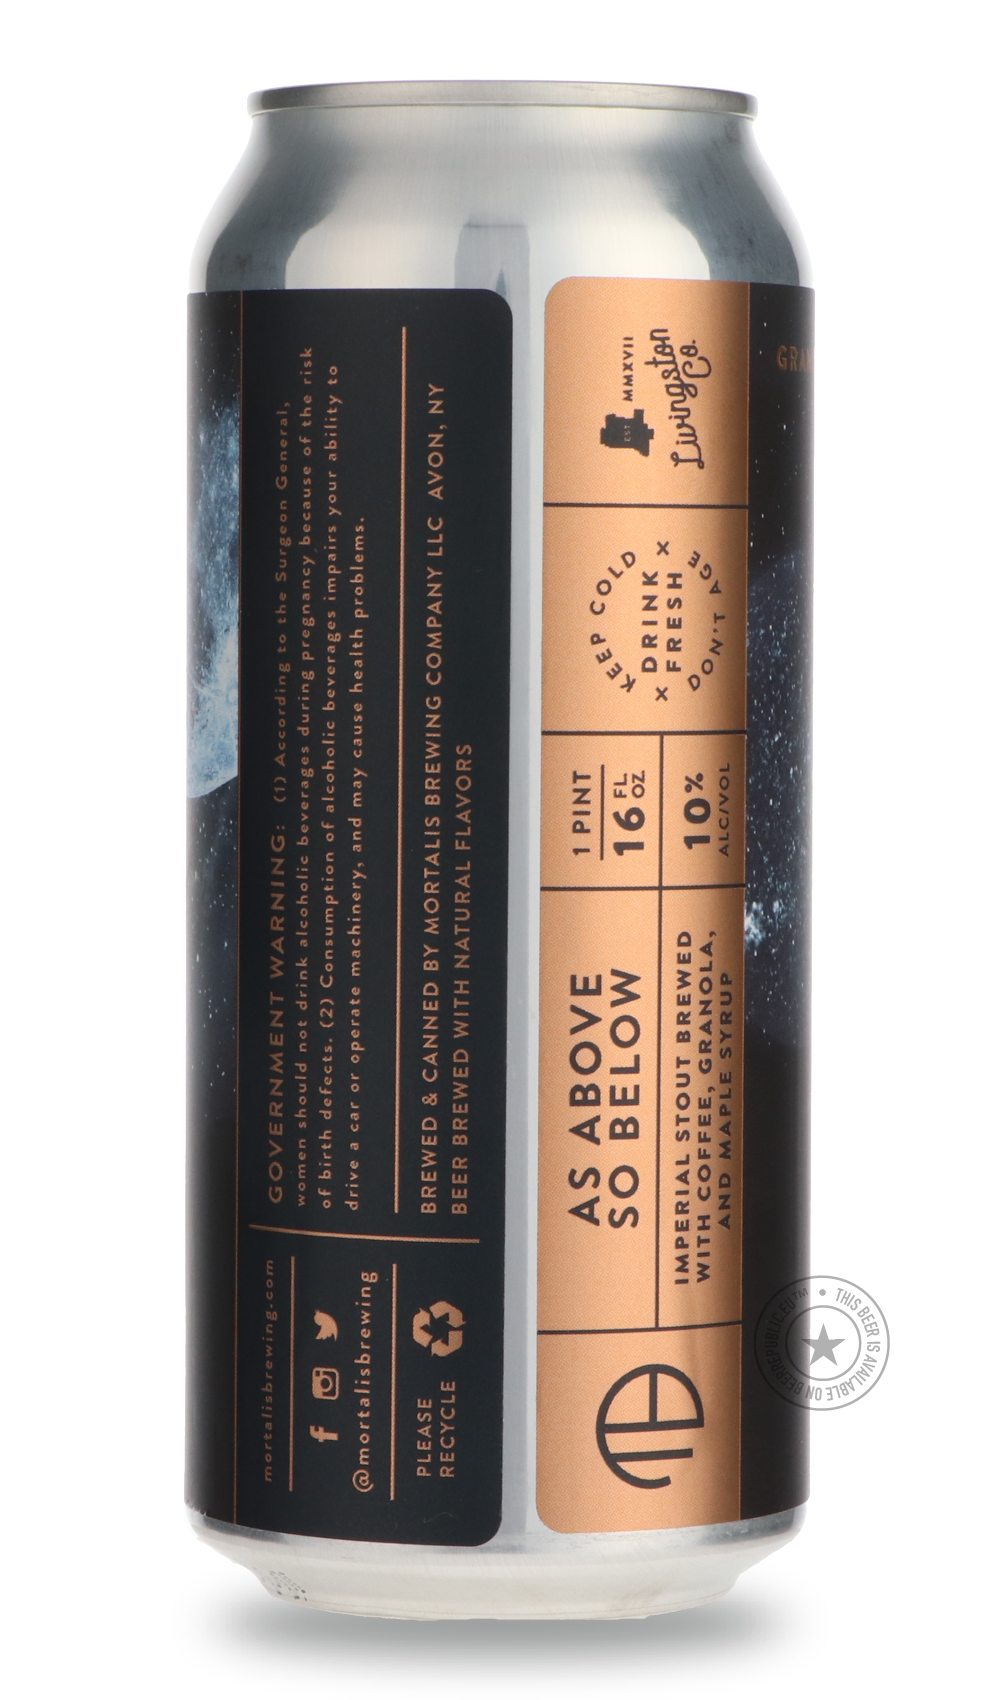 mortalisbrewing.com
@mortalisbrewing
PLEASE
RECYCLE
GOVERNMENT WARNING: (1) According to the Surgeon General,
women should not drink alcoholic beverages during pregnancy because of the risk
of birth defects. (2) Consumption of alcoholic beverages impairs your ability to
drive a car or operate machinery, and may cause health problems.
BREWED & CANNED BY MORTALIS BREWING COMPANY LLC AVON, NY
BEER BREWED WITH NATURAL FLAVORS
AS ABOVE
SO BELOW
IMPERIAL STOUT BREWED
WITH COFFEE, GRANOLA,
AND MAPLE SYRUP
1 PINT
16 FL OZ
10%
ALC/VOL
KEEP COLD
x DRINK x
FRESH
DON'T AGE
EST MMXVII
Livingston
Co.
THIS BEER IS AVAILABLE ON BEERREPUBLIC.EU™